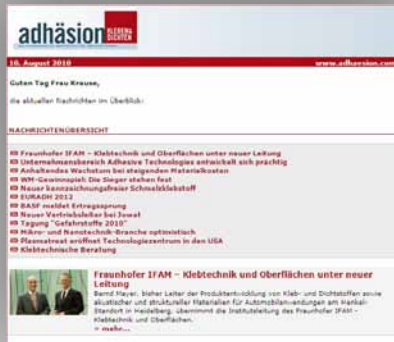 adhäsion KLEBEN&
DICHTEN
10. August 2010 www.adhaesion.com
Guten Tag Frau Krause,
die aktuellen Nachrichten im Überblick:
NACHRICHTENÜBERSICHT
Fraunhofer IFAM – Klebtechnik und Oberflächen unter neuer Leitung
Unternehmensbereich Adhesive Technologies entwickelt sich prächtig
Anhaltendes Wachstum bei steigenden Materialkosten
WM-Gewinnspiel: Die Sieger stehen fest
Neuer kennzeichnungsfreier Schmelzklebstoff
EURADH 2012
BASF meldet Ertragssprung
Neuer Vertriebsleiter bei Jowat
Tagung "Gefahrstoffe 2010"
Mikro- und Nanotechnik-Branche optimistisch
Plasmatreat eröffnet Technologiezentrum in den USA
Klebtechnische Beratung
Fraunhofer IFAM – Klebtechnik und Oberflächen unter neuer
Leitung
Bernd Mayer, bisher Leiter der Produktentwicklung von Kleb- und Dichtstoffen sowie
akustischer und struktureller Materialien für Automobilanwendungen am Henkel-
Standort in Heidelberg, übernimmt die Institutsleitung des Fraunhofer IFAM -
Klebtechnik und Oberflächen.
» mehr...